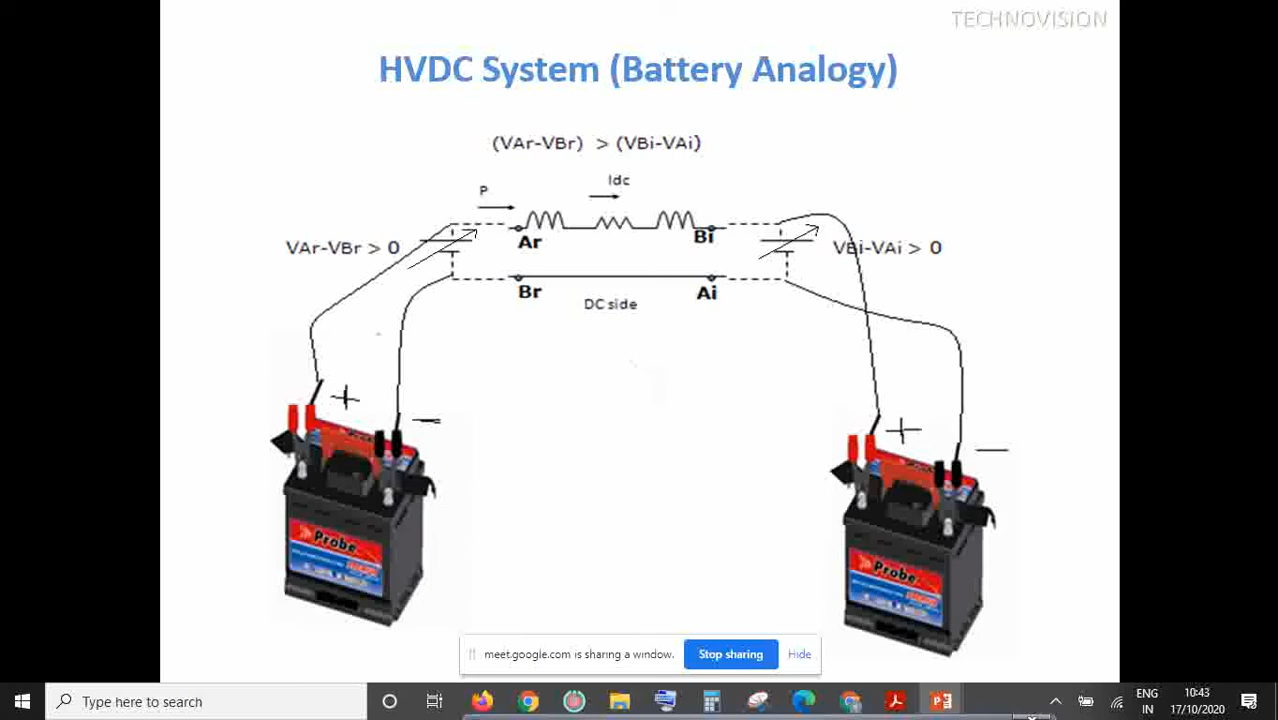 TECHNOVISION
HVDC System (Battery Analogy)
(VAr-VBr) > (VBi-VAi)
Idc
P
VAr-VBr > 0
Ar
Bi
VBi-VAi > 0
Br
DC side
Ai
+
−
+
−
Probe
Probe
meet.google.com is sharing a window.
Stop sharing
Hide
Type here to search
ENG
IN
10:43
17/10/2020